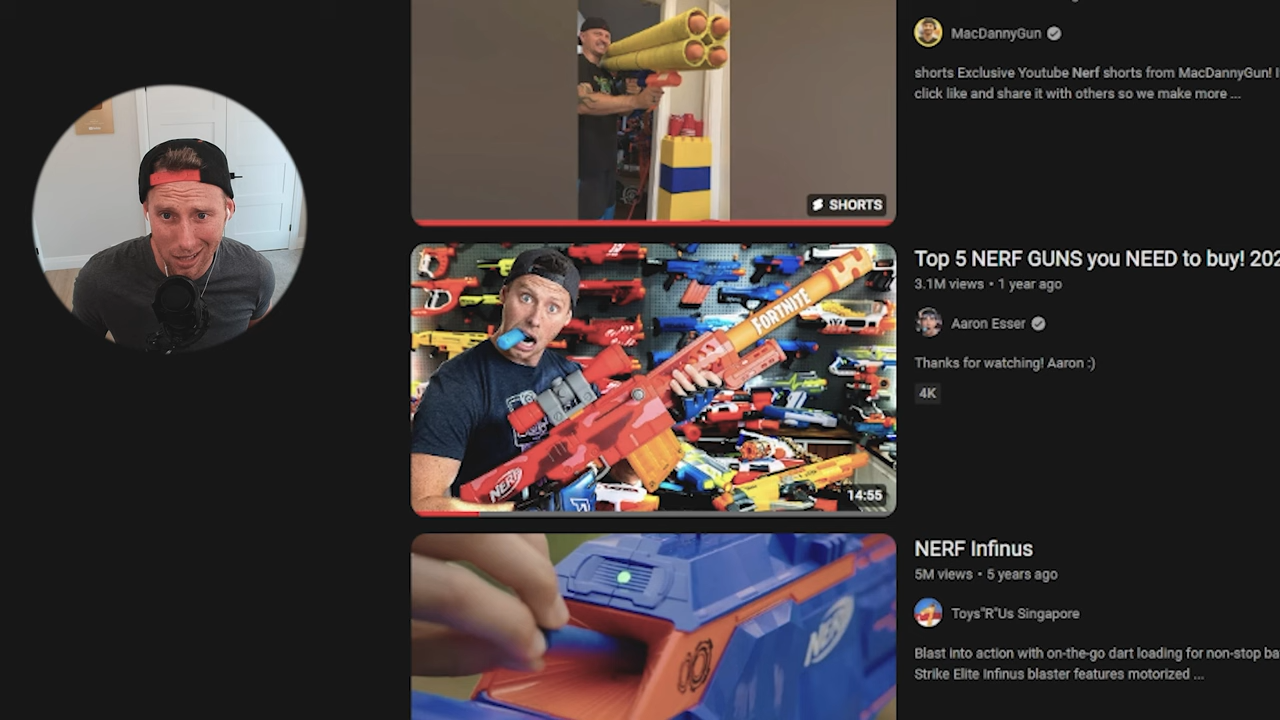 MacDannyGun
shorts Exclusive Youtube Nerf shorts from MacDannyGun!
click like and share it with others so we make more ...
SHORTS
FORTNITE
NERF
14:55
Top 5 NERF GUNS you NEED to buy!
3.1M views • 1 year ago
Aaron Esser
Thanks for watching! Aaron :)
4K
NERF
NERF Infinus
5M views • 5 years ago
Toys"R"Us Singapore
Blast into action with on-the-go dart loading for non-stop
Strike Elite Infinus blaster features motorized ...